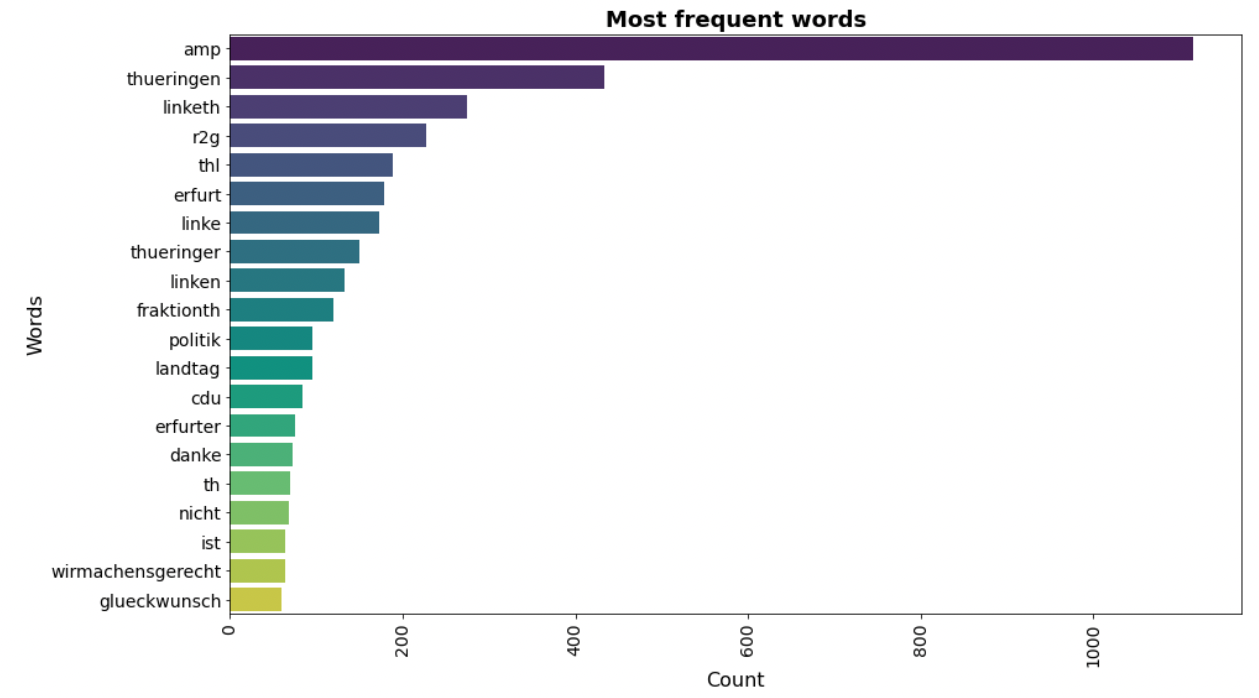 Most frequent words
amp
thueringen
linketh
r2g
thl
erfurt
linke
thueringer
linken
fraktionth
politik
landtag
cdu
erfurter
danke
th
nicht
ist
wirmachensgerecht
glueckwunsch
Words
0
200
400
600
800
1000
Count